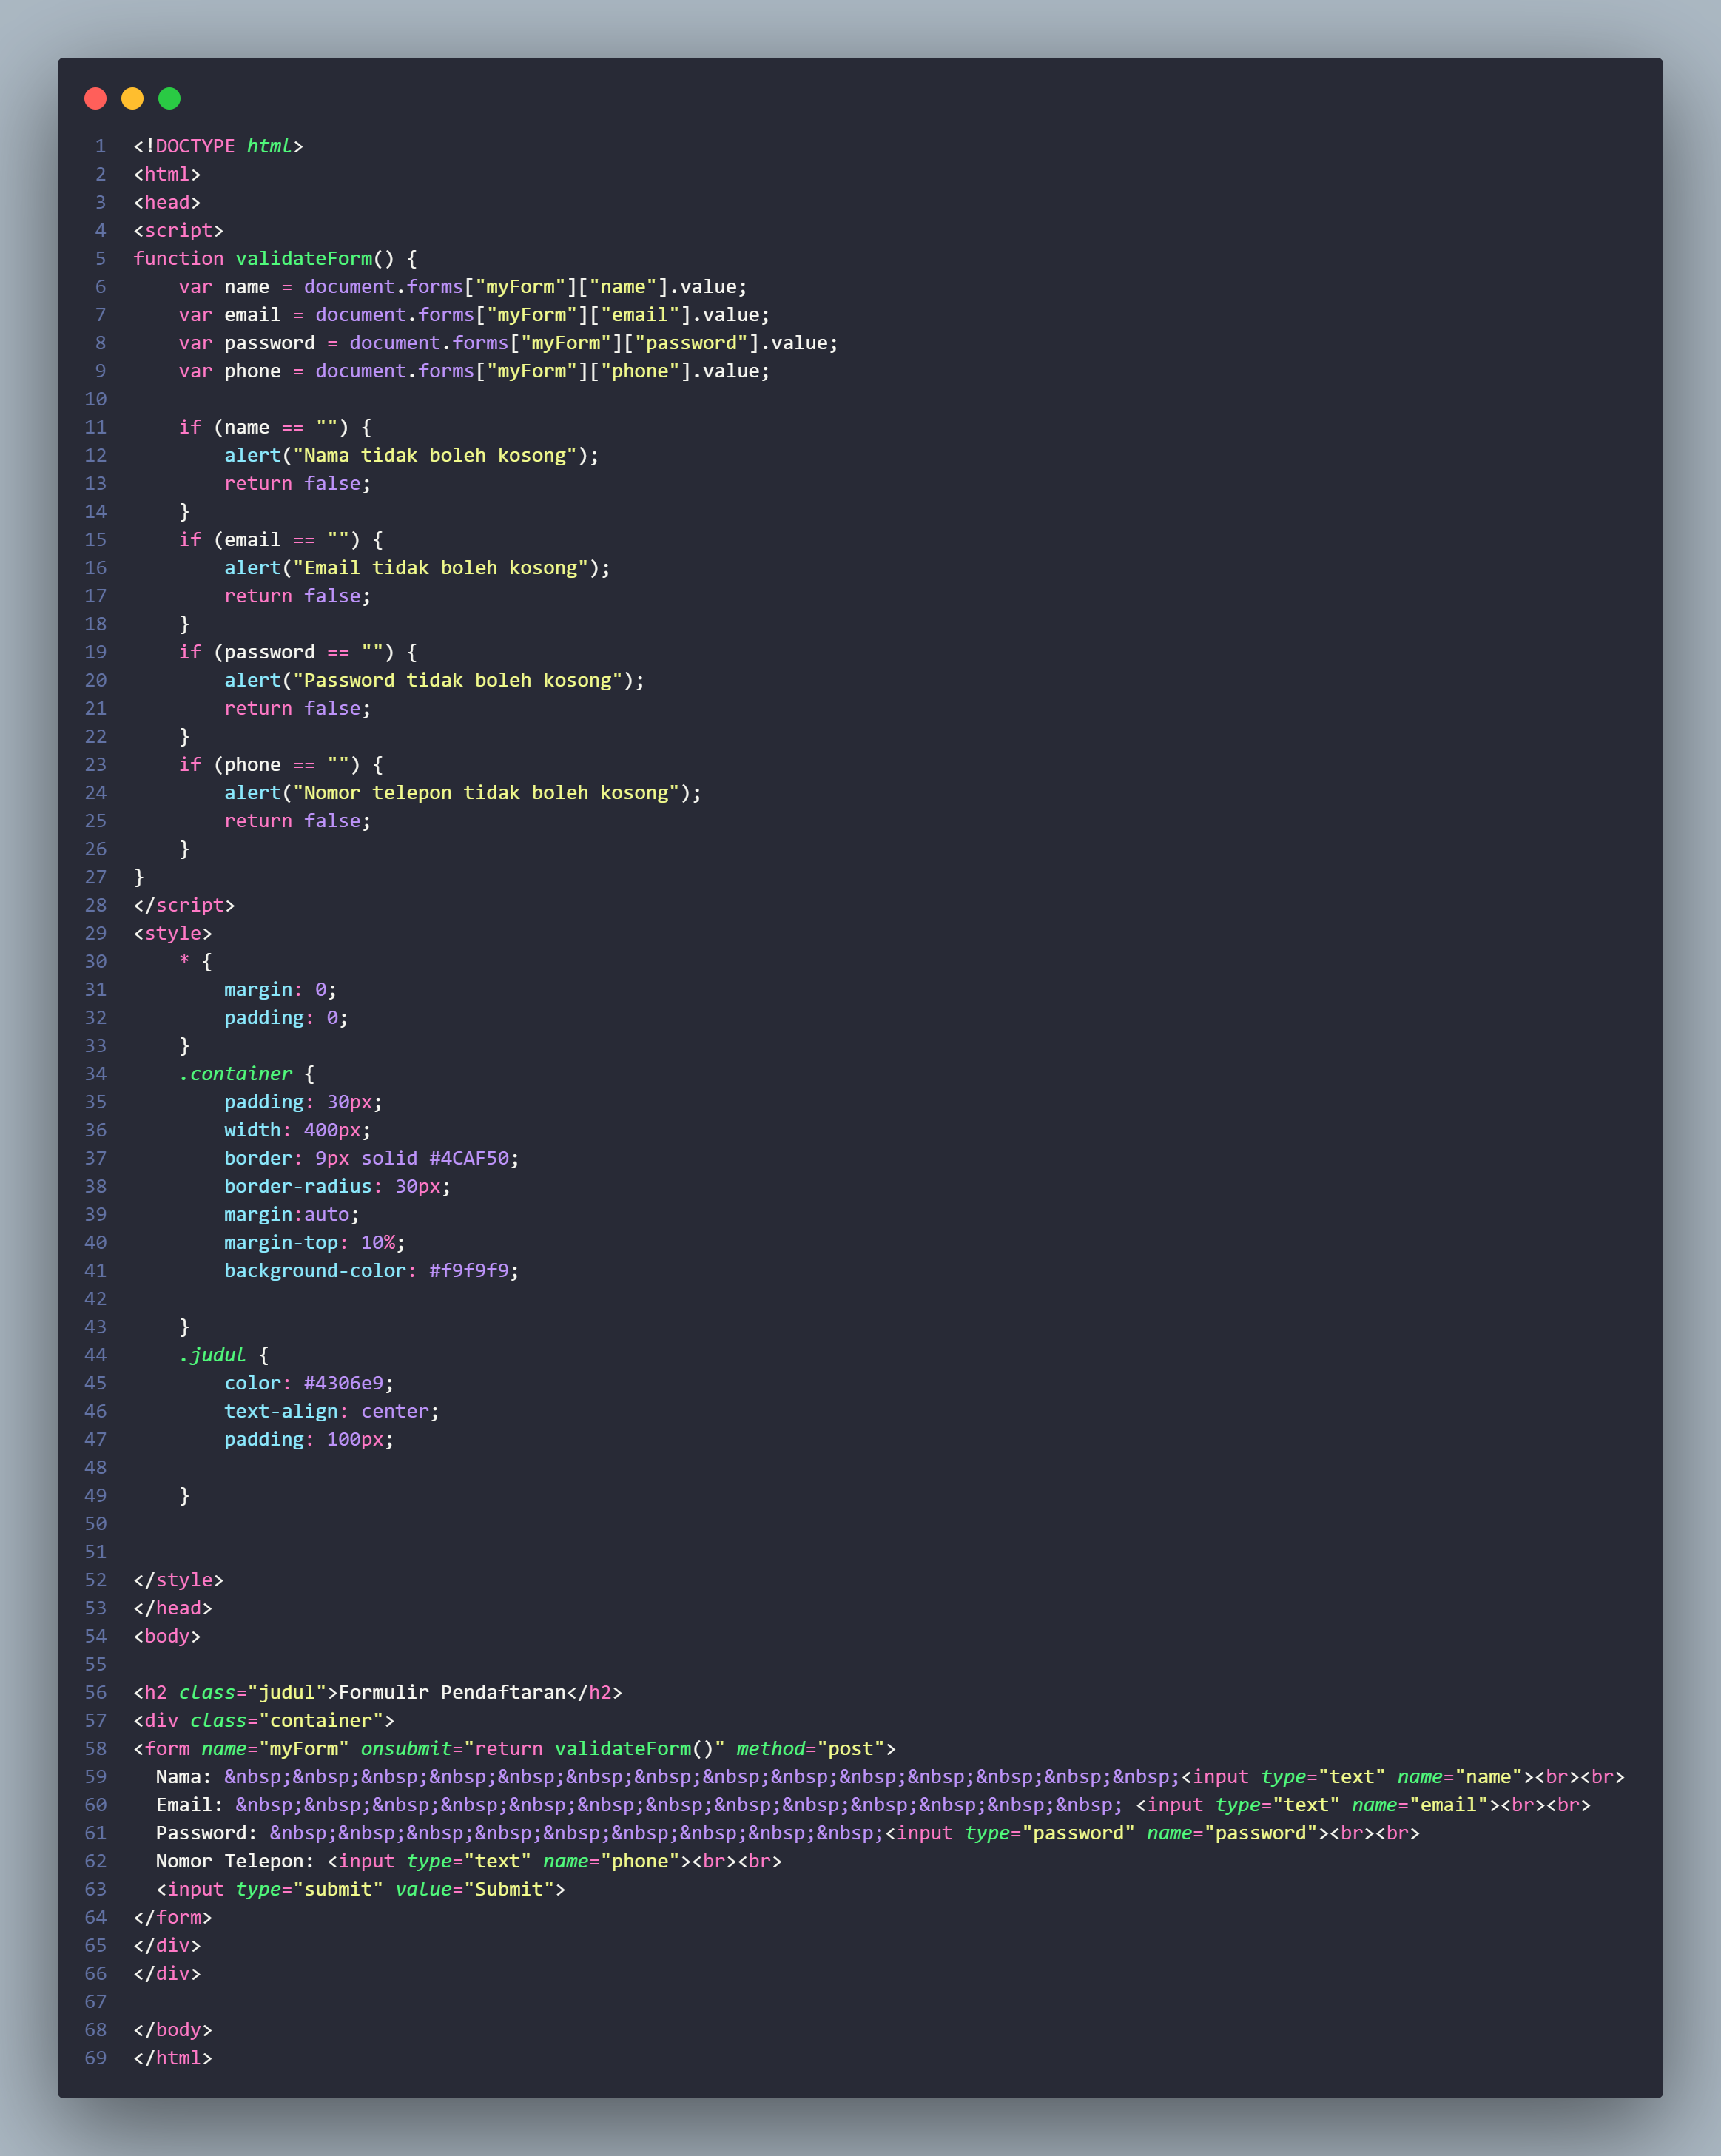 1 <!DOCTYPE html>
2 <html>
3 <head>
4 <script>
5 function validateForm() {
6     var name = document.forms["myForm"]["name"].value;
7     var email = document.forms["myForm"]["email"].value;
8     var password = document.forms["myForm"]["password"].value;
9     var phone = document.forms["myForm"]["phone"].value;
10
11     if (name == "") {
12         alert("Nama tidak boleh kosong");
13         return false;
14     }
15     if (email == "") {
16         alert("Email tidak boleh kosong");
17         return false;
18     }
19     if (password == "") {
20         alert("Password tidak boleh kosong");
21         return false;
22     }
23     if (phone == "") {
24         alert("Nomor telepon tidak boleh kosong");
25         return false;
26     }
27 }
28 </script>
29 <style>
30     * {
31         margin: 0;
32         padding: 0;
33     }
34     .container {
35         padding: 30px;
36         width: 400px;
37         border: 9px solid #4CAF50;
38         border-radius: 30px;
39         margin:auto;
40         margin-top: 10%;
41         background-color: #f9f9f9;
42
43     }
44     .judul {
45         color: #4306e9;
46         text-align: center;
47         padding: 100px;
48
49     }
50
51
52 </style>
53 </head>
54 <body>
55
56 <h2 class="judul">Formulir Pendaftaran</h2>
57 <div class="container">
58 <form name="myForm" onsubmit="return validateForm()" method="post">
59   Nama: &nbsp;&nbsp;&nbsp;&nbsp;&nbsp;&nbsp;&nbsp;&nbsp;&nbsp;&nbsp;&nbsp;&nbsp;&nbsp;&nbsp;<input type="text" name="name"><br><br>
60   Email: &nbsp;&nbsp;&nbsp;&nbsp;&nbsp;&nbsp;&nbsp;&nbsp;&nbsp;&nbsp;&nbsp;&nbsp;&nbsp; <input type="text" name="email"><br><br>
61   Password: &nbsp;&nbsp;&nbsp;&nbsp;&nbsp;&nbsp;&nbsp;&nbsp;&nbsp;<input type="password" name="password"><br><br>
62   Nomor Telepon: <input type="text" name="phone"><br><br>
63   <input type="submit" value="Submit">
64 </form>
65 </div>
66 </div>
67
68 </body>
69 </html>